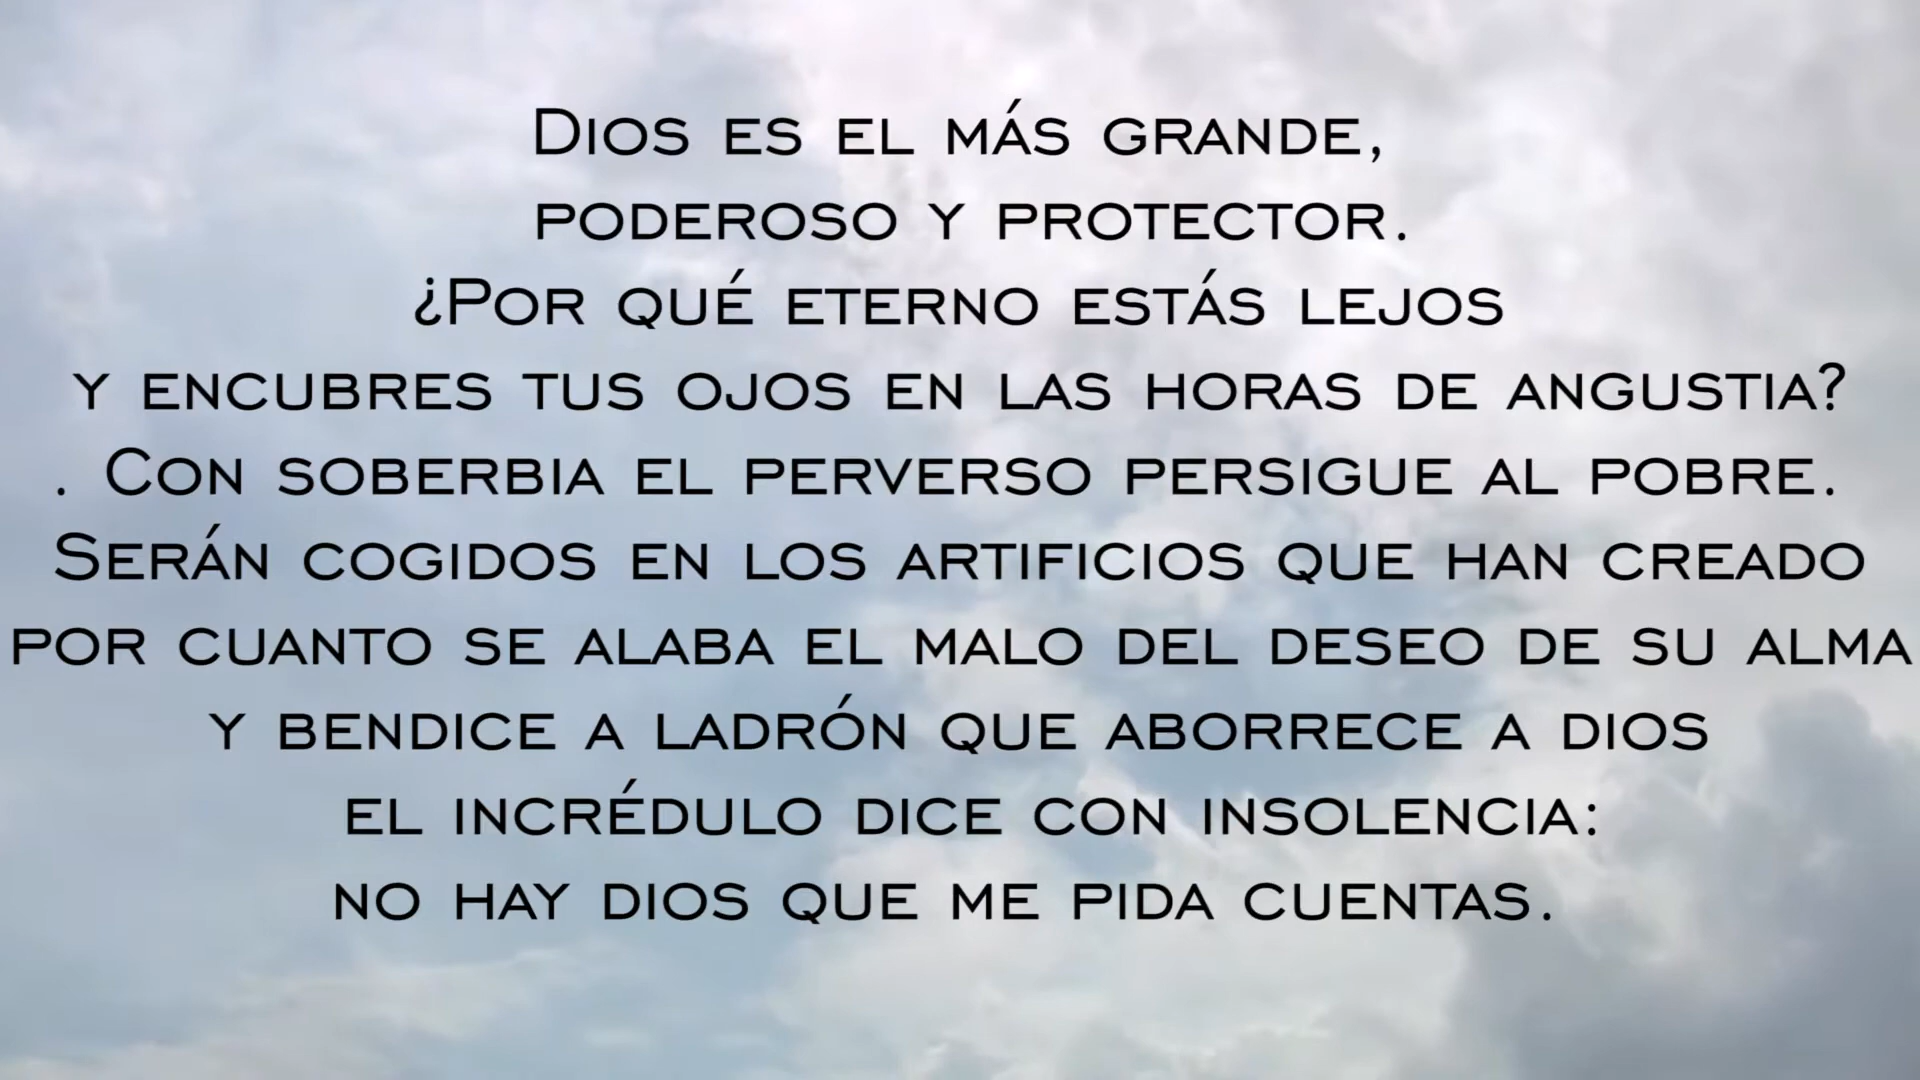 Dios es el más grande,
poderoso y protector.
¿Por qué eterno estás lejos
y encubres tus ojos en las horas de angustia?
. Con soberbia el perverso persigue al pobre.
Serán cogidos en los artificios que han creado
por cuanto se alaba el malo del deseo de su alma
y bendice a ladrón que aborrece a dios
el incrédulo dice con insolencia:
no hay dios que me pida cuentas.